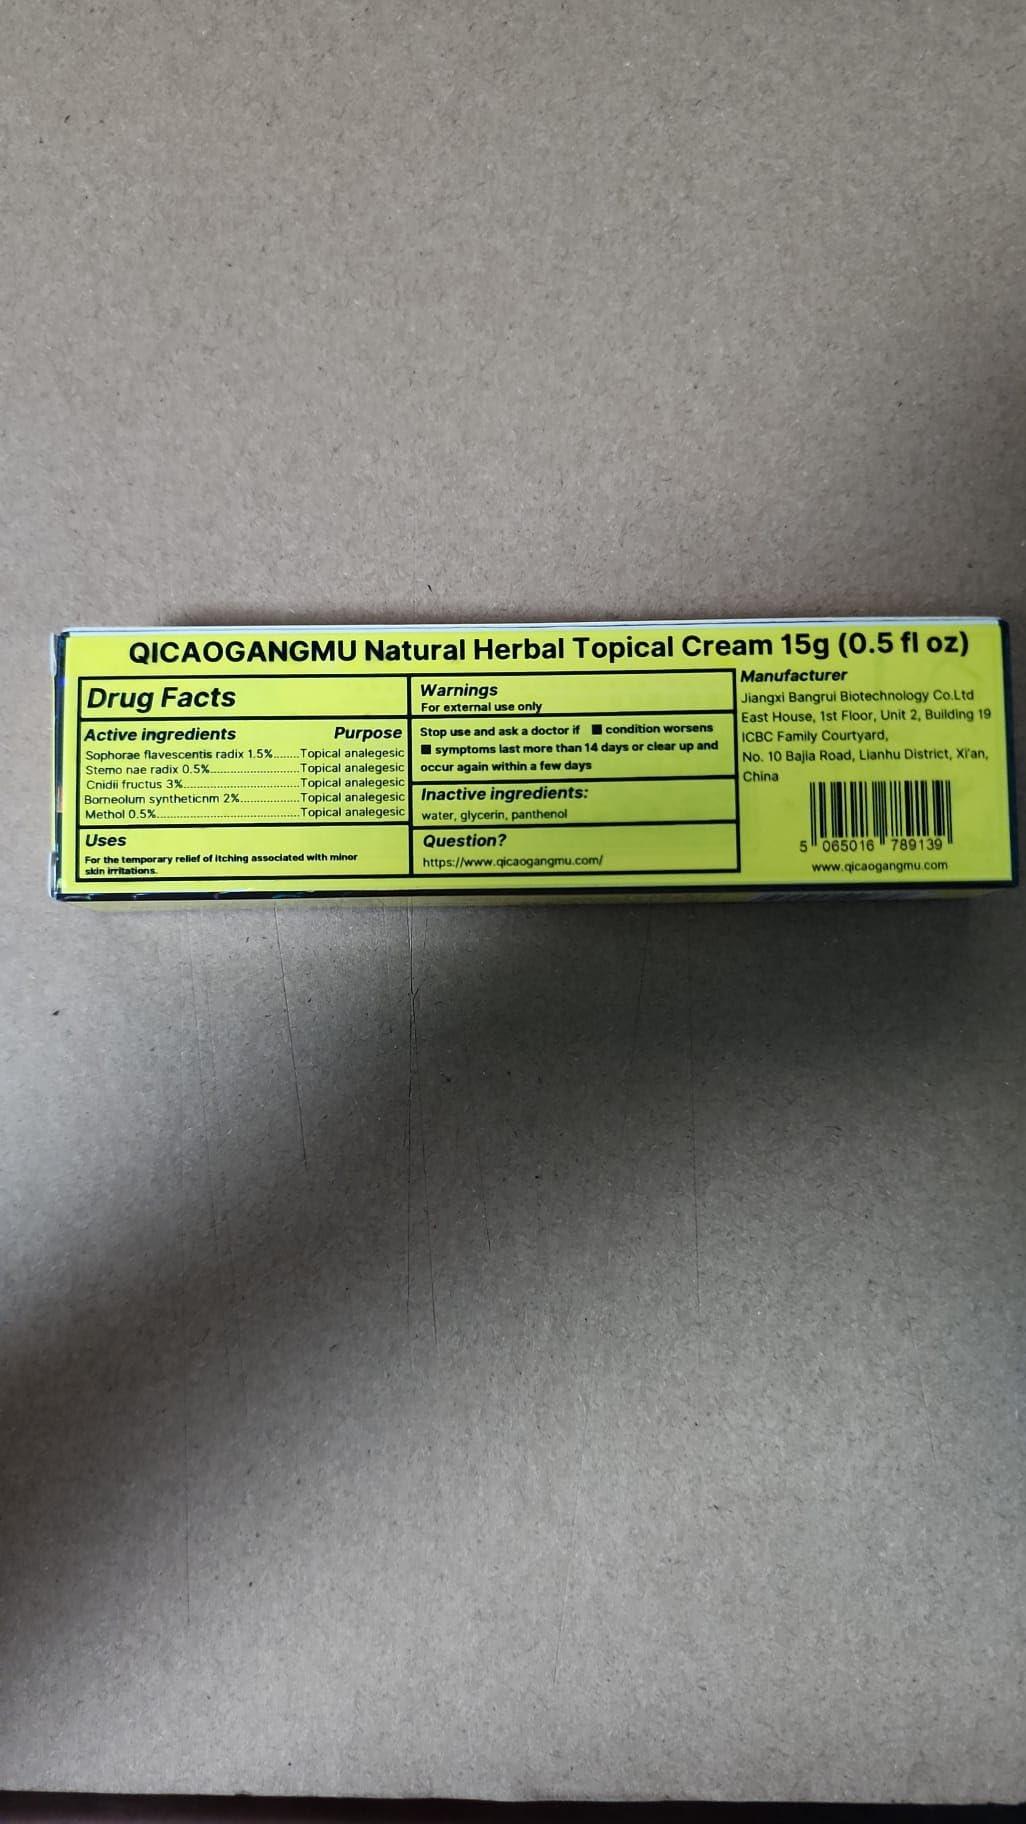 QICAOGANGMU Natural Herbal Topical Cream 15g (0.5 fl oz)
Drug Facts
Active ingredients Purpose
Sophorae flavescentis radix 1.5%.......Topical analegesic
Stemo nae radix 0.5%.......................Topical analegesic
Cnidii fructus 3%..............................Topical analegesic
Borneolum syntheticnm 2%...............Topical analegesic
Methol 0.5%.....................................Topical analegesic
Uses
For the temporary relief of itching associated with minor
skin irritations.
Warnings
For external use only
Stop use and ask a doctor if ■ condition worsens
■ symptoms last more than 14 days or clear up and
occur again within a few days
Inactive ingredients:
water, glycerin, panthenol
Question?
https://www.qicaogangmu.com/
Manufacturer
Jiangxi Bangrui Biotechnology Co.Ltd
East House, 1st Floor, Unit 2, Building 19
ICBC Family Courtyard,
No. 10 Bajia Road, Lianhu District, Xi'an,
China
5 065016 789139
www.qicaogangmu.com